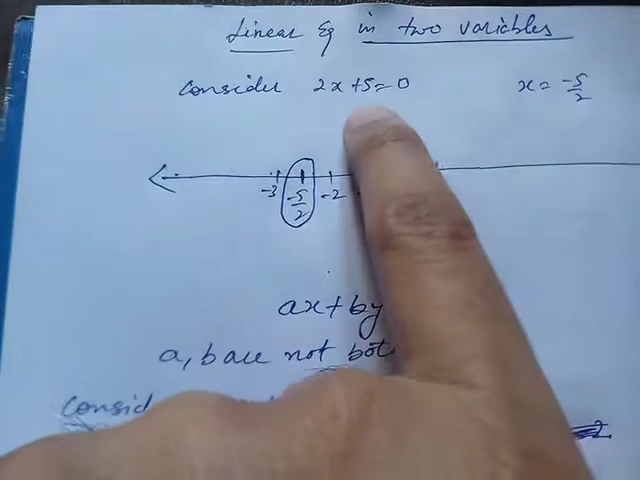 Linear Eq in two variables
Consider 2x+5=0 x = -5/2
-3 -5/2 -2
ax+by
a, b are not bot
Consid